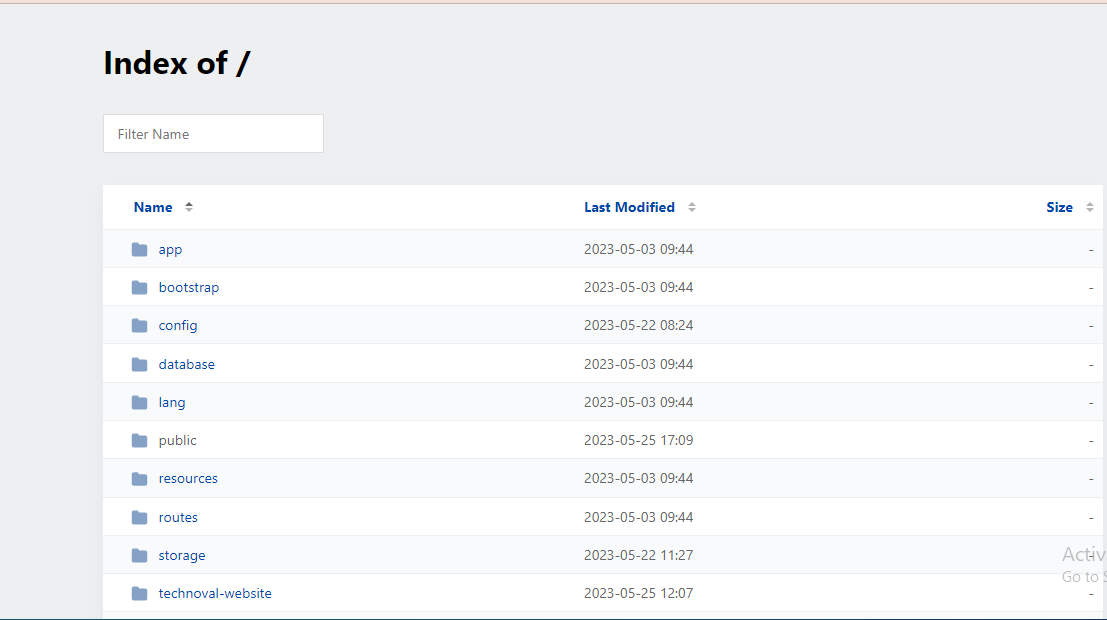 Index of /
Filter Name
Name Last Modified Size
app 2023-05-03 09:44 -
bootstrap 2023-05-03 09:44 -
config 2023-05-22 08:24 -
database 2023-05-03 09:44 -
lang 2023-05-03 09:44 -
public 2023-05-25 17:09 -
resources 2023-05-03 09:44 -
routes 2023-05-03 09:44 -
storage 2023-05-22 11:27 -
Activ
Go to S
technoval-website 2023-05-25 12:07 -